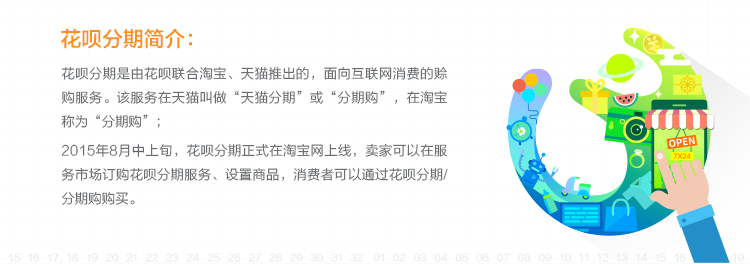 花呗分期简介：
花呗分期是由花呗联合淘宝、天猫推出的，面向互联网消费的赊
购服务。该服务在天猫叫做“天猫分期”或“分期购”，在淘宝
称为“分期购”；
2015年8月中上旬，花呗分期正式在淘宝网上线，卖家可以在服
务市场订购花呗分期服务、设置商品，消费者可以通过花呗分期/
分期购购买。
OPEN
7X24
15 16 17 18 19 20 21 22 23 24 25 26 27 28 29 30 31 32 01 02 03 04 05 06 07 08 09 10 11 12 13 14 15 16 17 18 19